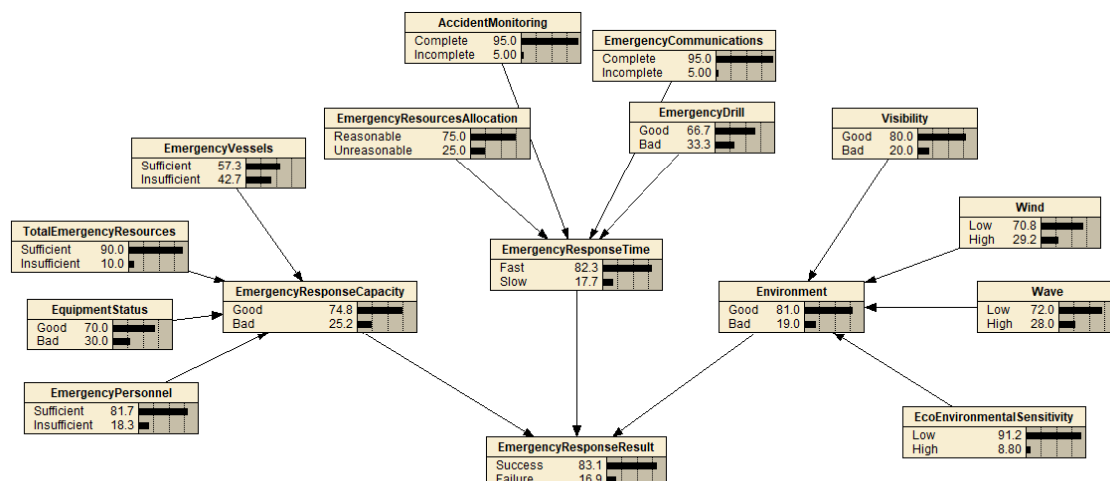 AccidentMonitoring
Complete 95.0
Incomplete 5.00
EmergencyCommunications
Complete 95.0
Incomplete 5.00
EmergencyResourcesAllocation
Reasonable 75.0
Unreasonable 25.0
EmergencyDrill
Good 66.7
Bad 33.3
Visibility
Good 80.0
Bad 20.0
EmergencyVessels
Sufficient 57.3
Insufficient 42.7
Wind
Low 70.8
High 29.2
TotalEmergencyResources
Sufficient 90.0
Insufficient 10.0
EmergencyResponseTime
Fast 82.3
Slow 17.7
EmergencyResponseCapacity
Good 74.8
Bad 25.2
Environment
Good 81.0
Bad 19.0
Wave
Low 72.0
High 28.0
EquipmentStatus
Good 70.0
Bad 30.0
EmergencyPersonnel
Sufficient 81.7
Insufficient 18.3
EcoEnvironmentalSensitivity
Low 91.2
High 8.80
EmergencyResponseResult
Success 83.1
Failure 16.9